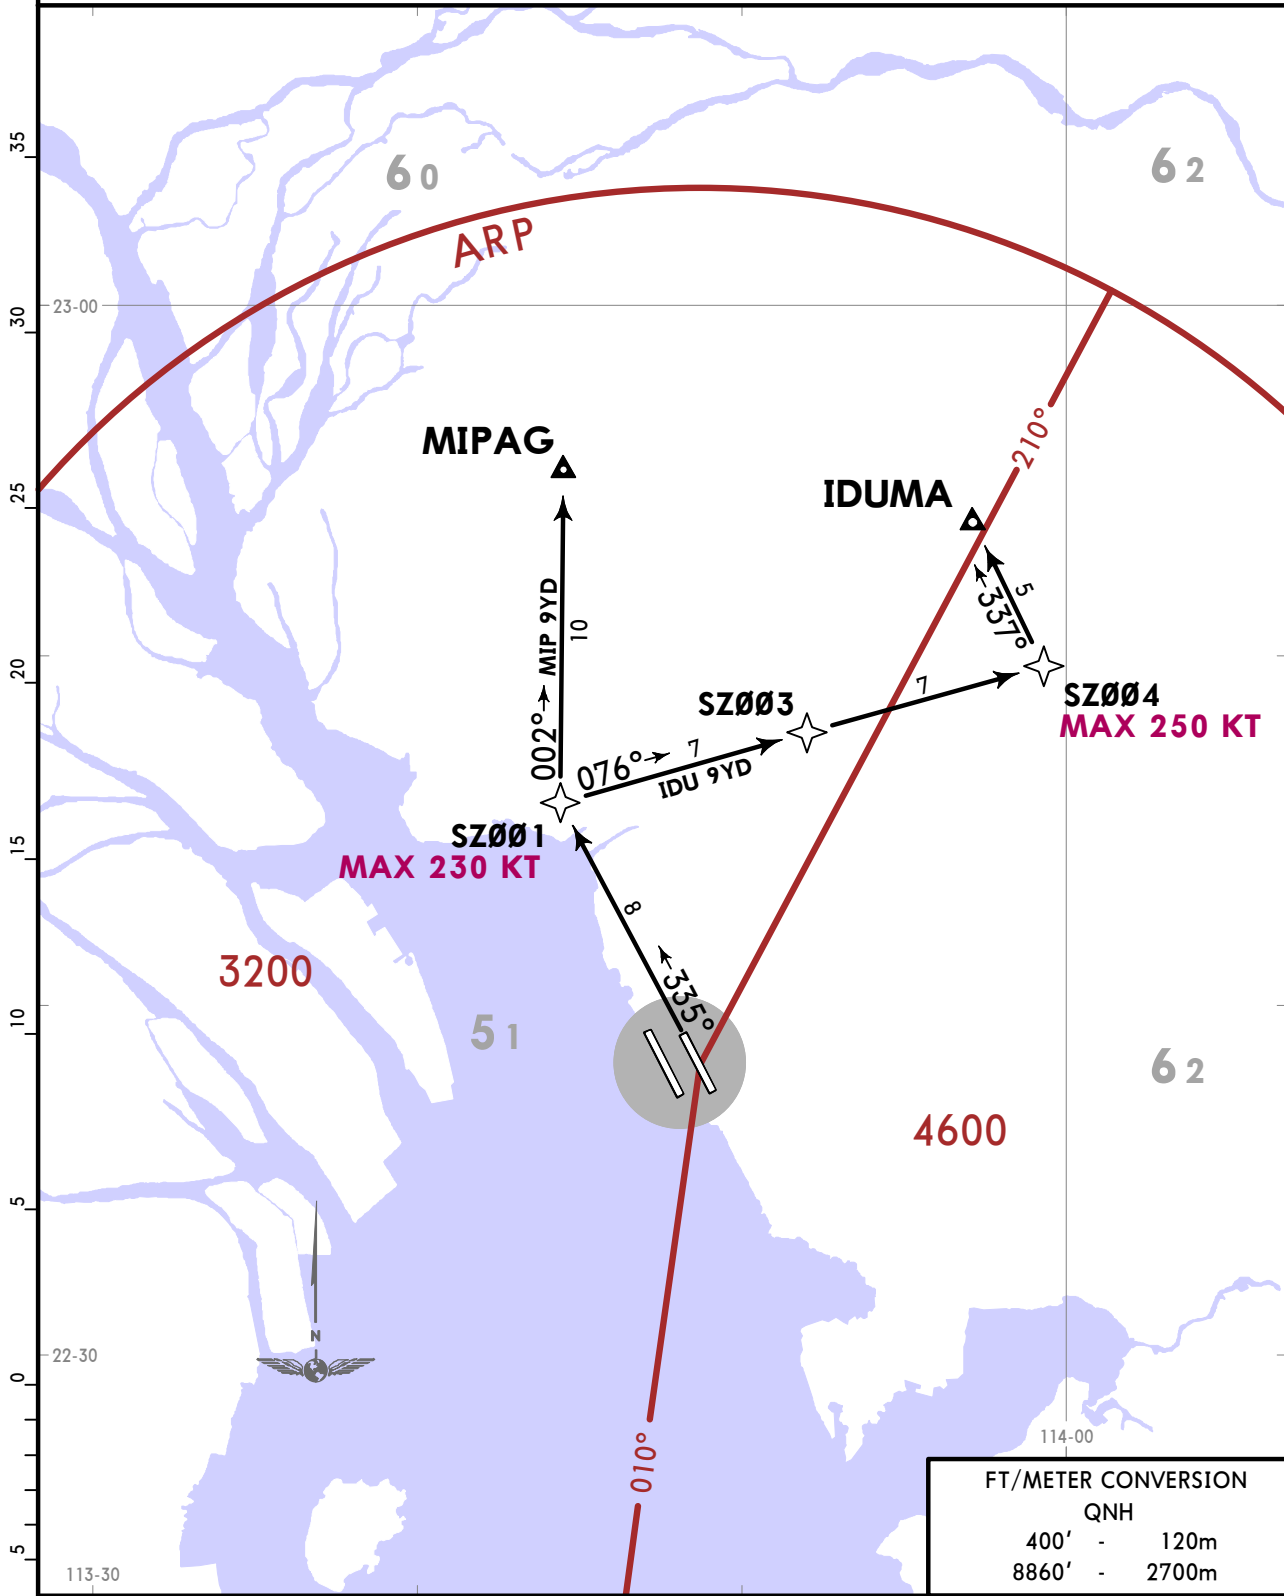 35
6 0
6 2
ARP
23-00
30
210°
MIPAG
25
IDUMA
002°→ MIP 9YD
10
5
←337°
20
SZØØ3
7
SZØØ4
MAX 250 KT
076°→ 7
IDU 9YD
SZØØ1
MAX 230 KT
15
8
←335°
3200
5 1
10
6 2
4600
5
N
22-30
0
010°
114-00
5
113-30
FT/METER CONVERSION
QNH
400' - 120m
8860' - 2700m